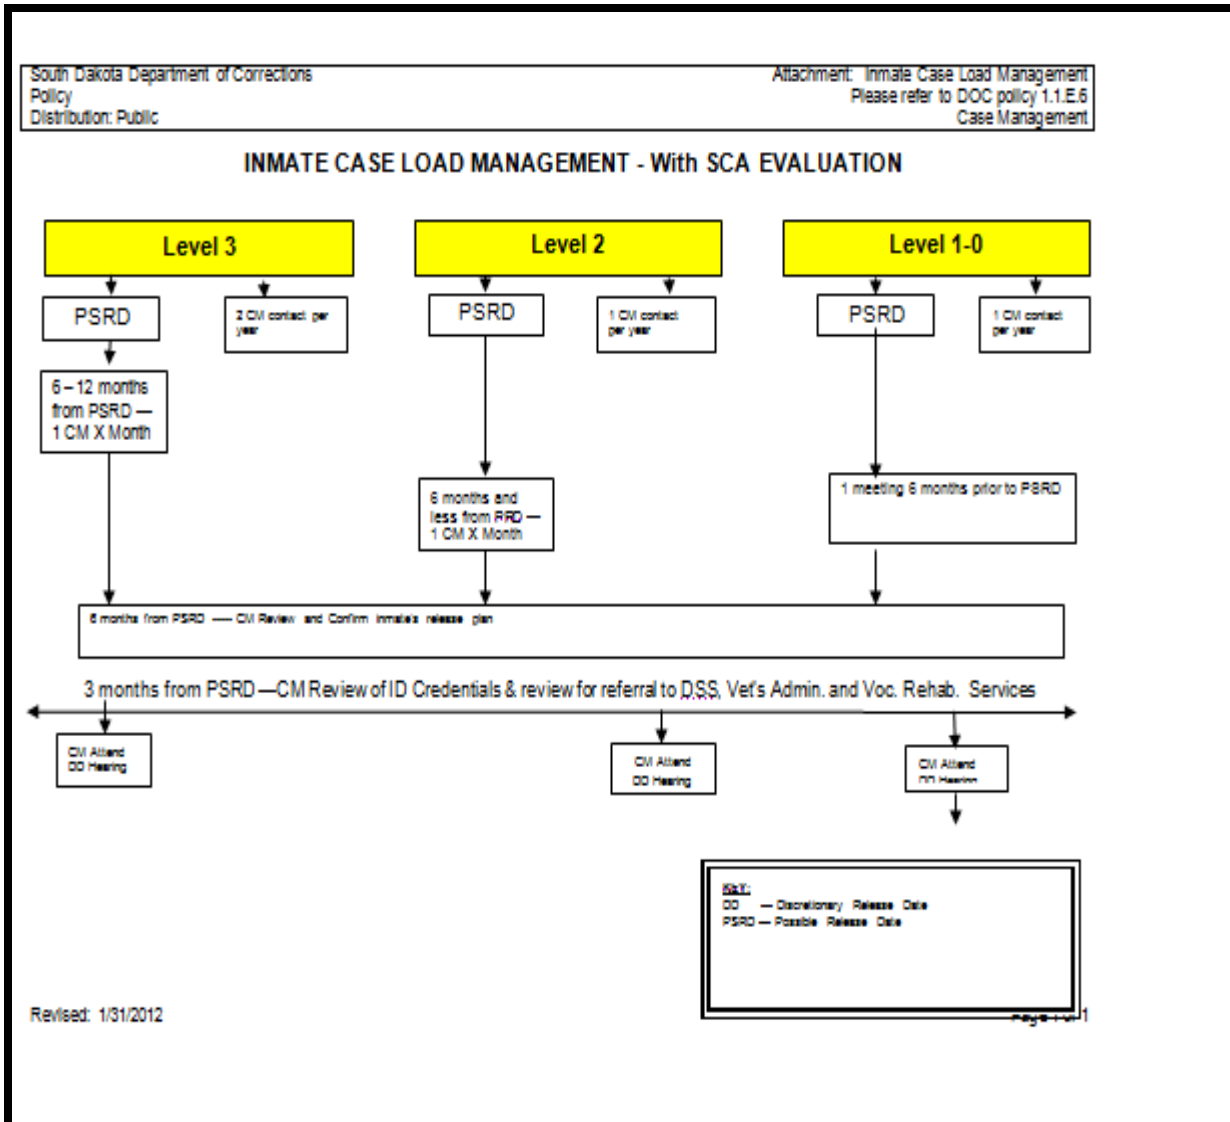 South Dakota Department of Corrections
Policy
Distribution: Public
Attachment: Inmate Case Load Management
Please refer to DOC policy 1.1.E.6
Case Management
INMATE CASE LOAD MANAGEMENT - With SCA EVALUATION
Level 3
Level 2
Level 1-0
PSRD
2 CM contact per
year
PSRD
1 CM contact
per year
PSRD
1 CM contact
per year
6 – 12 months
from PSRD —
1 CM X Month
6 months and
less from PRD —
1 CM X Month
1 meeting 6 months prior to PSRD
6 months from PSRD —– CM Review and Confirm inmate's release plan
3 months from PSRD —CM Review of ID Credentials & review for referral to DSS, Vet's Admin. and Voc. Rehab. Services
CM Attend
DD Hearing
CM Attend
DD Hearing
CM Attend
DD Hearing
KEY:
DD — Discretionary Release Date
PSRD — Possible Release Date
Revised: 1/31/2012
Page 1 of 1